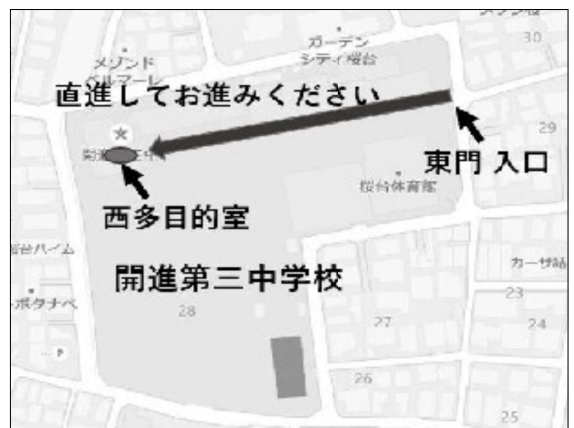 ガーデン
シティ桜台
30
メゾンド
ベルマーレ
直進してお進みください
29
東門 入口
桜台体育館
西多目的室
開進第三中学校
カーサ
23
28
27
24
P
26
25